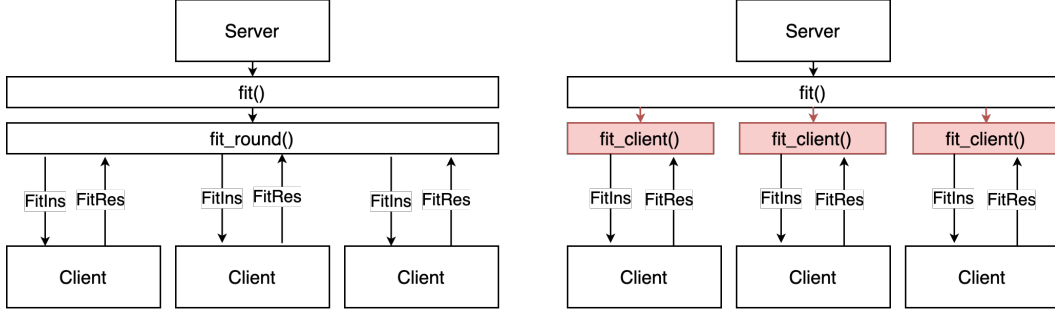 Server
fit()
fit_round()
FitIns FitRes FitIns FitRes FitIns FitRes
Client Client Client
Server
fit()
fit_client() fit_client() fit_client()
FitIns FitRes FitIns FitRes FitIns FitRes
Client Client Client